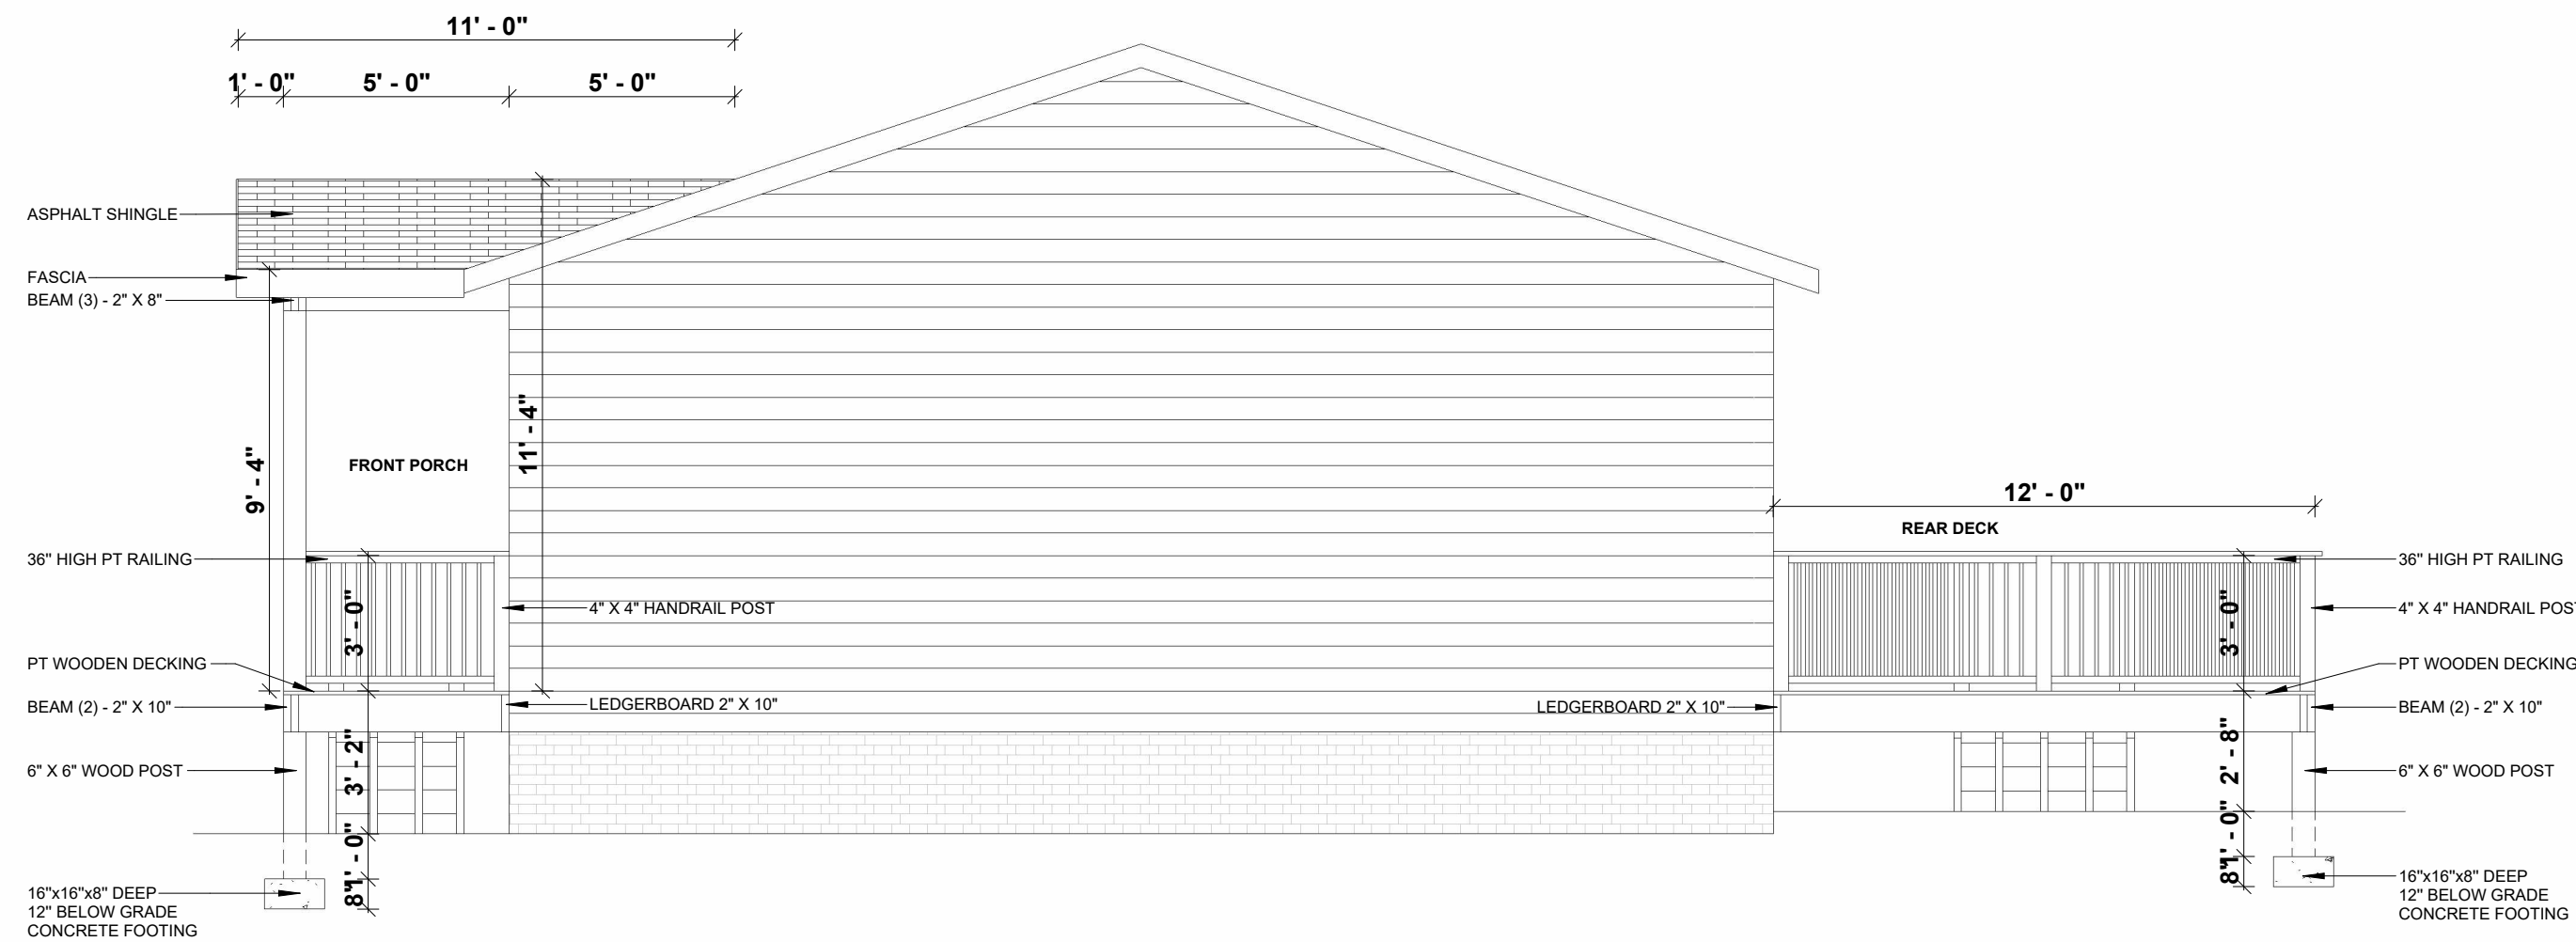 11' - 0"
1' - 0"
5' - 0"
5' - 0"
ASPHALT SHINGLE
FASCIA
BEAM (3) - 2" X 8"
9' - 4"
11' - 4"
FRONT PORCH
12' - 0"
REAR DECK
36" HIGH PT RAILING
36" HIGH PT RAILING
3' - 0"
4" X 4" HANDRAIL POST
3' - 0"
4" X 4" HANDRAIL POS
PT WOODEN DECKING
PT WOODEN DECKING
BEAM (2) - 2" X 10"
LEDGERBOARD 2" X 10"
LEDGERBOARD 2" X 10"
BEAM (2) - 2" X 10"
3' - 2"
2' - 8"
6" X 6" WOOD POST
6" X 6" WOOD POST
1' - 0"
1' - 0"
8"
8"
16"x16"x8" DEEP
12" BELOW GRADE
CONCRETE FOOTING
16"x16"x8" DEEP
12" BELOW GRADE
CONCRETE FOOTING